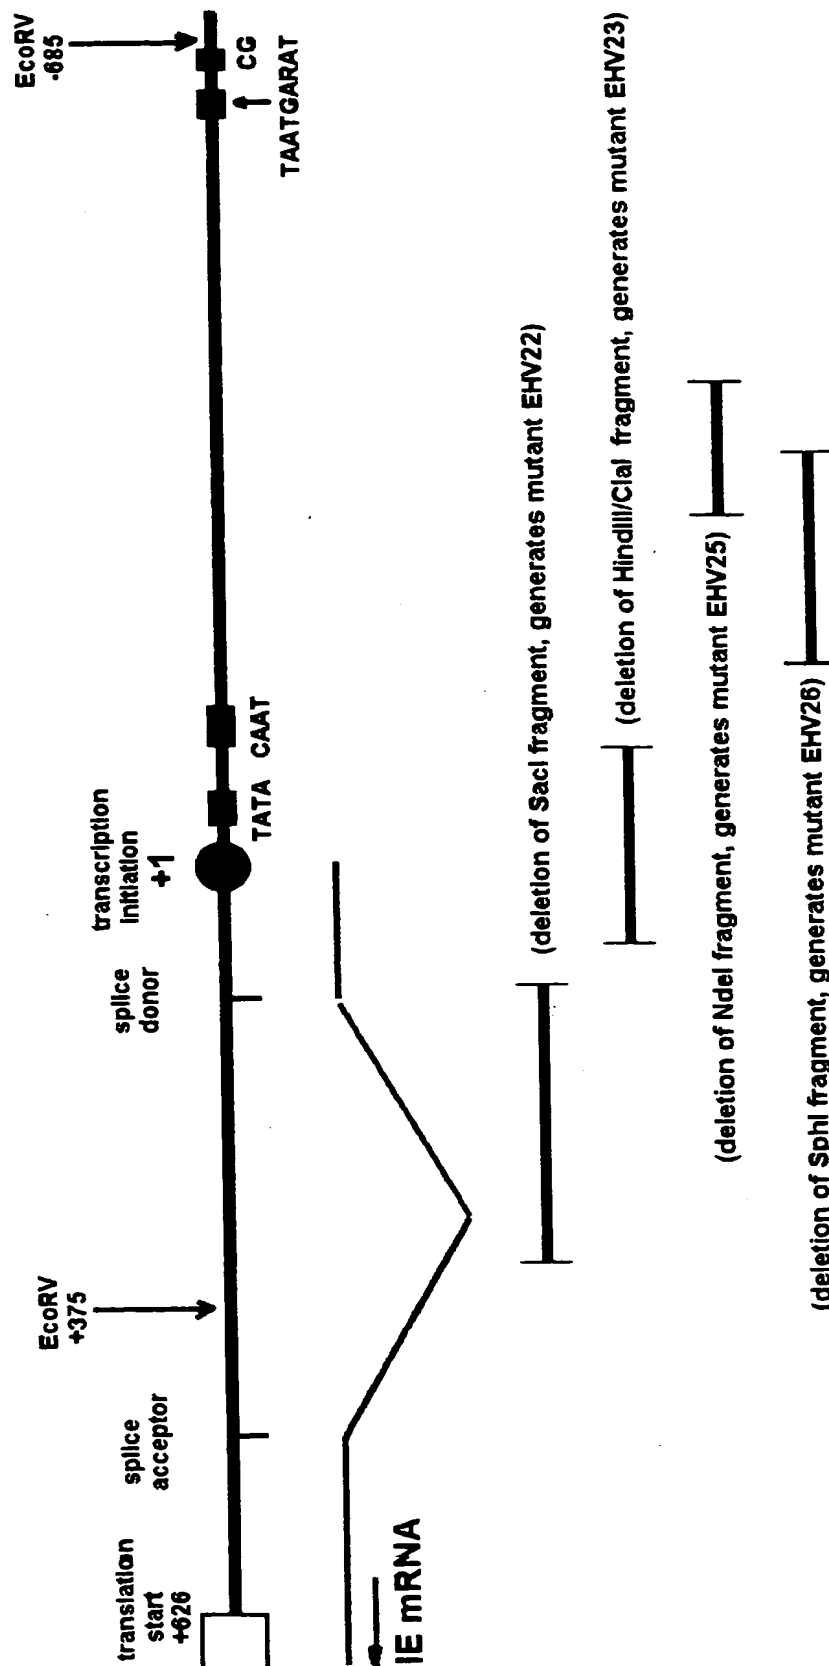 translation
start
+626
splice
acceptor
EcoRV
+375
splice
donor
transcription
initiation
+1
EcoRV
-685
TATA CAAT
TAATGARAT
CG
IE mRNA
(deletion of SacI fragment, generates mutant EHV22)
(deletion of HindIII/ClaI fragment, generates mutant EHV23)
(deletion of NdeI fragment, generates mutant EHV25)
(deletion of SphI fragment, generates mutant EHV26)